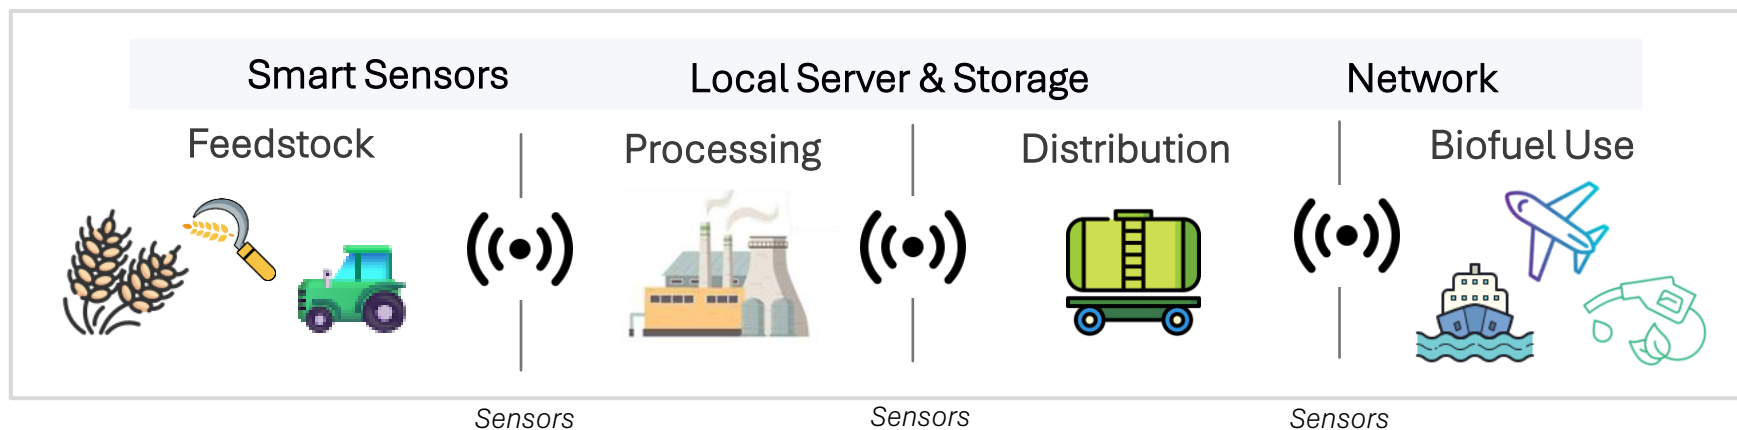 Smart Sensors
Local Server & Storage
Network
Feedstock
Processing
Distribution
Biofuel Use
Sensors
Sensors
Sensors